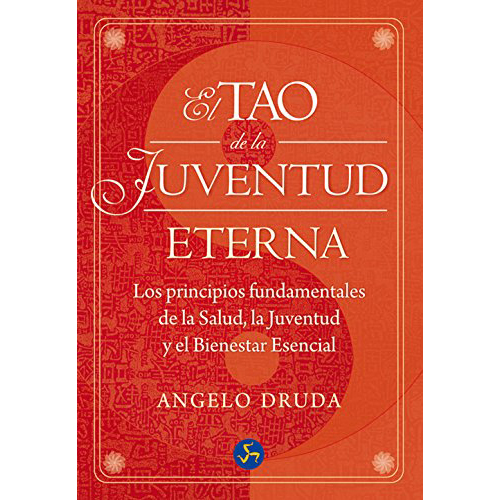 El TAO
de la
JUVENTUD
ETERNA
Los principios fundamentales
de la Salud, la Juventud
y el Bienestar Esencial
ANGELO DRUDA